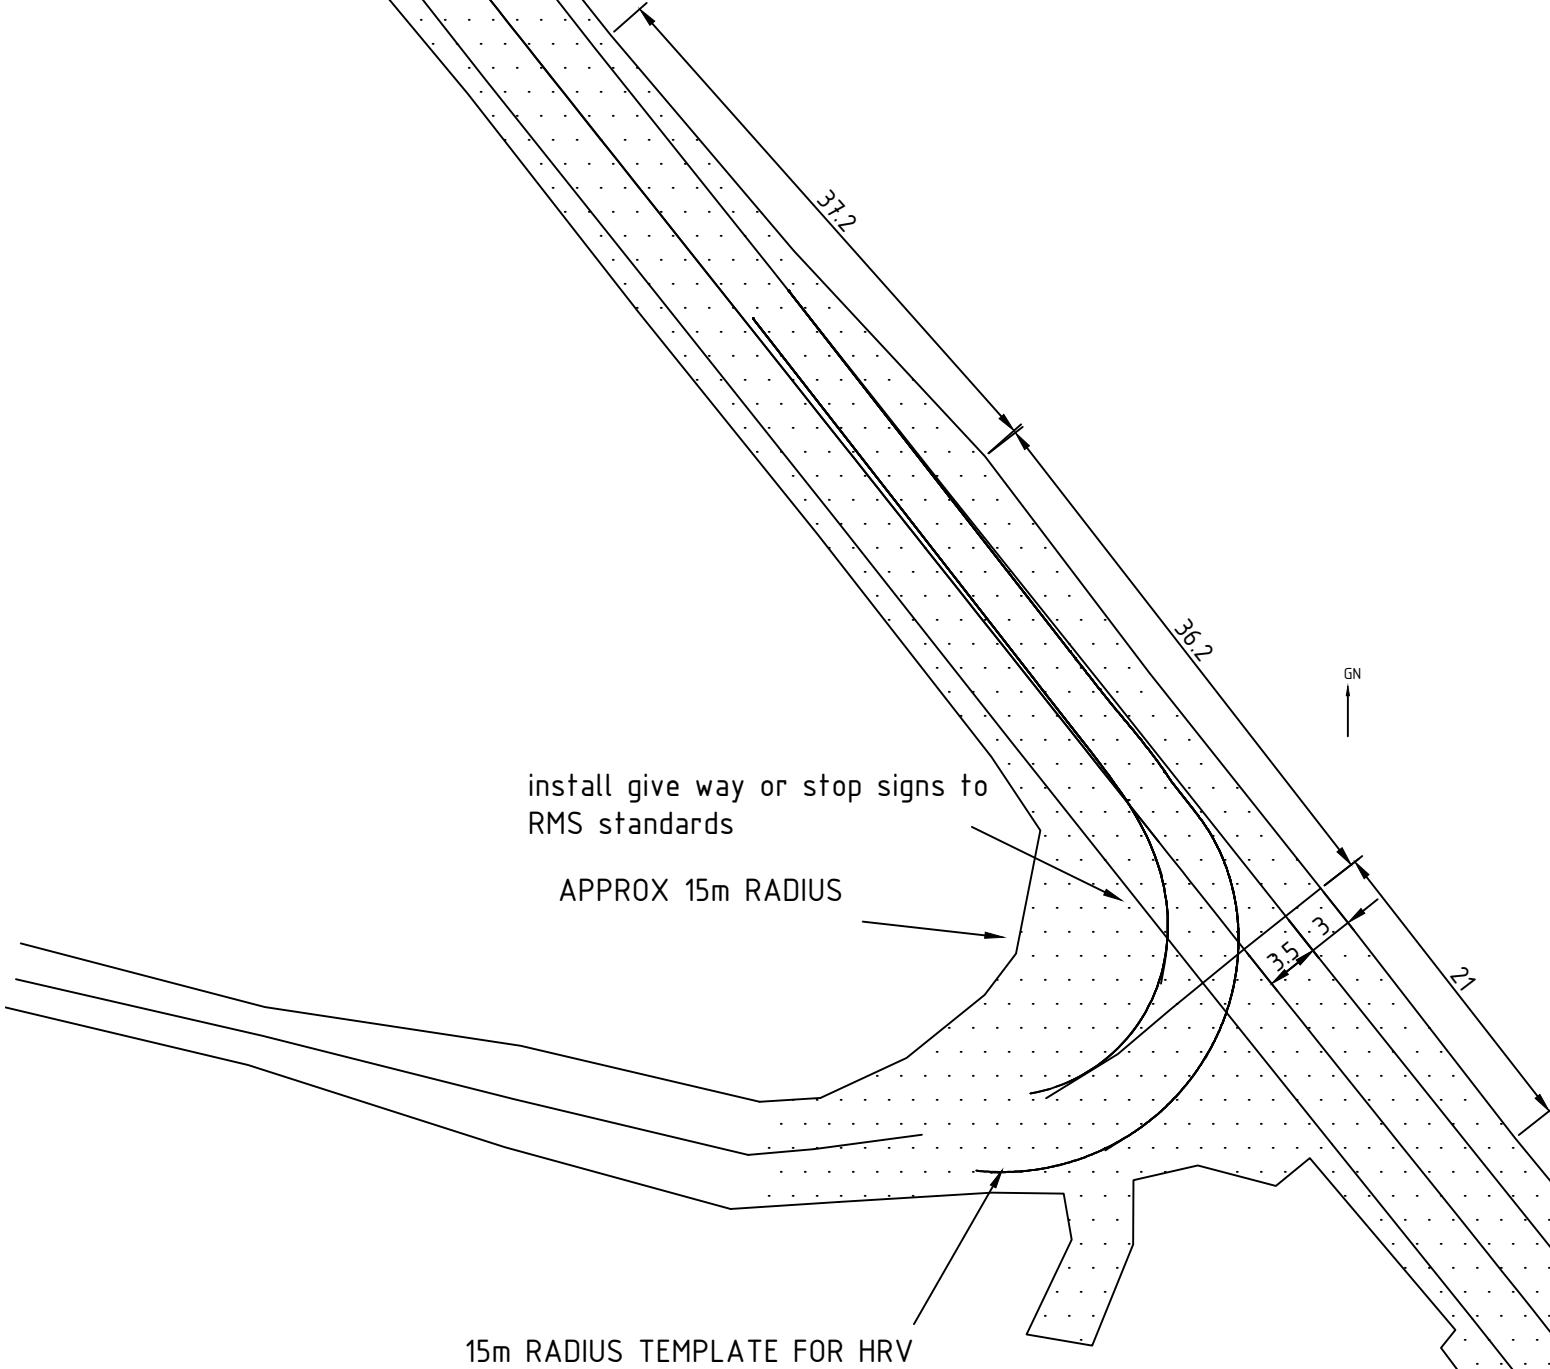 37.2
36.2
GN
install give way or stop signs to
RMS standards
APPROX 15m RADIUS
3
3.5
21
15m RADIUS TEMPLATE FOR HRV